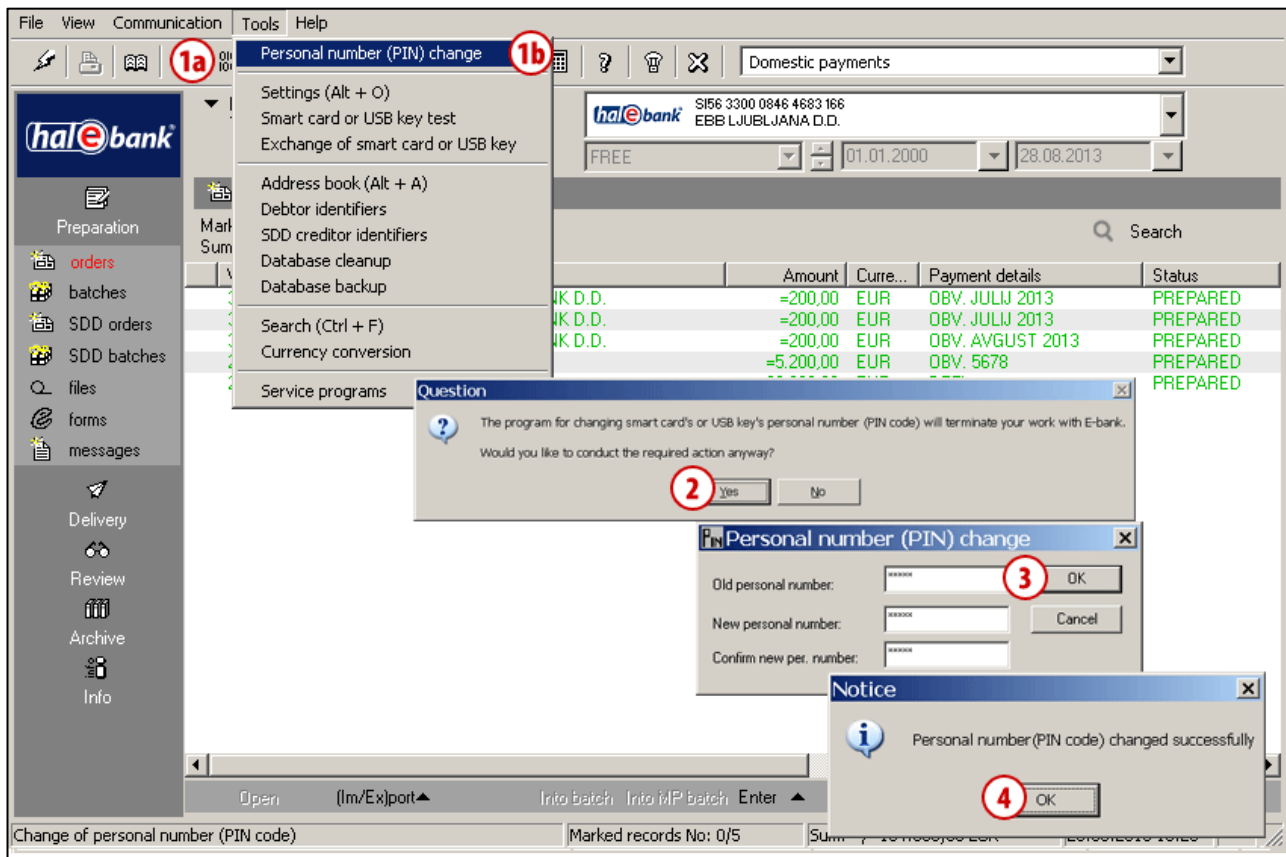 File View Communication Tools Help
1a
Personal number (PIN) change 1b
Domestic payments
Settings (Alt + O)
Smart card or USB key test
Exchange of smart card or USB key
Address book (Alt + A)
Debtor identifiers
SDD creditor identifiers
Database cleanup
Database backup
Search (Ctrl + F)
Currency conversion
Service programs
halebank
halebank SI56 3300 0846 4683 166
EBB LJUBLJANA D.D.
FREE 01.01.2000 28.08.2013
Preparation
orders
batches
SDD orders
SDD batches
files
forms
messages
Delivery
Review
Archive
Info
Mark
Sum
Search
Amount Curre... Payment details Status
NK D.D. =200,00 EUR OBV. JULIJ 2013 PREPARED
NK D.D. =200,00 EUR OBV. JULIJ 2013 PREPARED
NK D.D. =200,00 EUR OBV. AVGUST 2013 PREPARED
=5.200,00 EUR OBV. 5678 PREPARED
PREPARED
Question
The program for changing smart card's or USB key's personal number (PIN code) will terminate your work with E-bank.
Would you like to conduct the required action anyway?
2 Yes No
PIN Personal number (PIN) change
Old personal number: ***** 3 OK
New personal number: ***** Cancel
Confirm new per. number: *****
Notice
Personal number(PIN code) changed successfully
4 OK
Open (Im/Ex)port Into batch Into MP batch Enter
Change of personal number (PIN code) Marked records No: 0/5